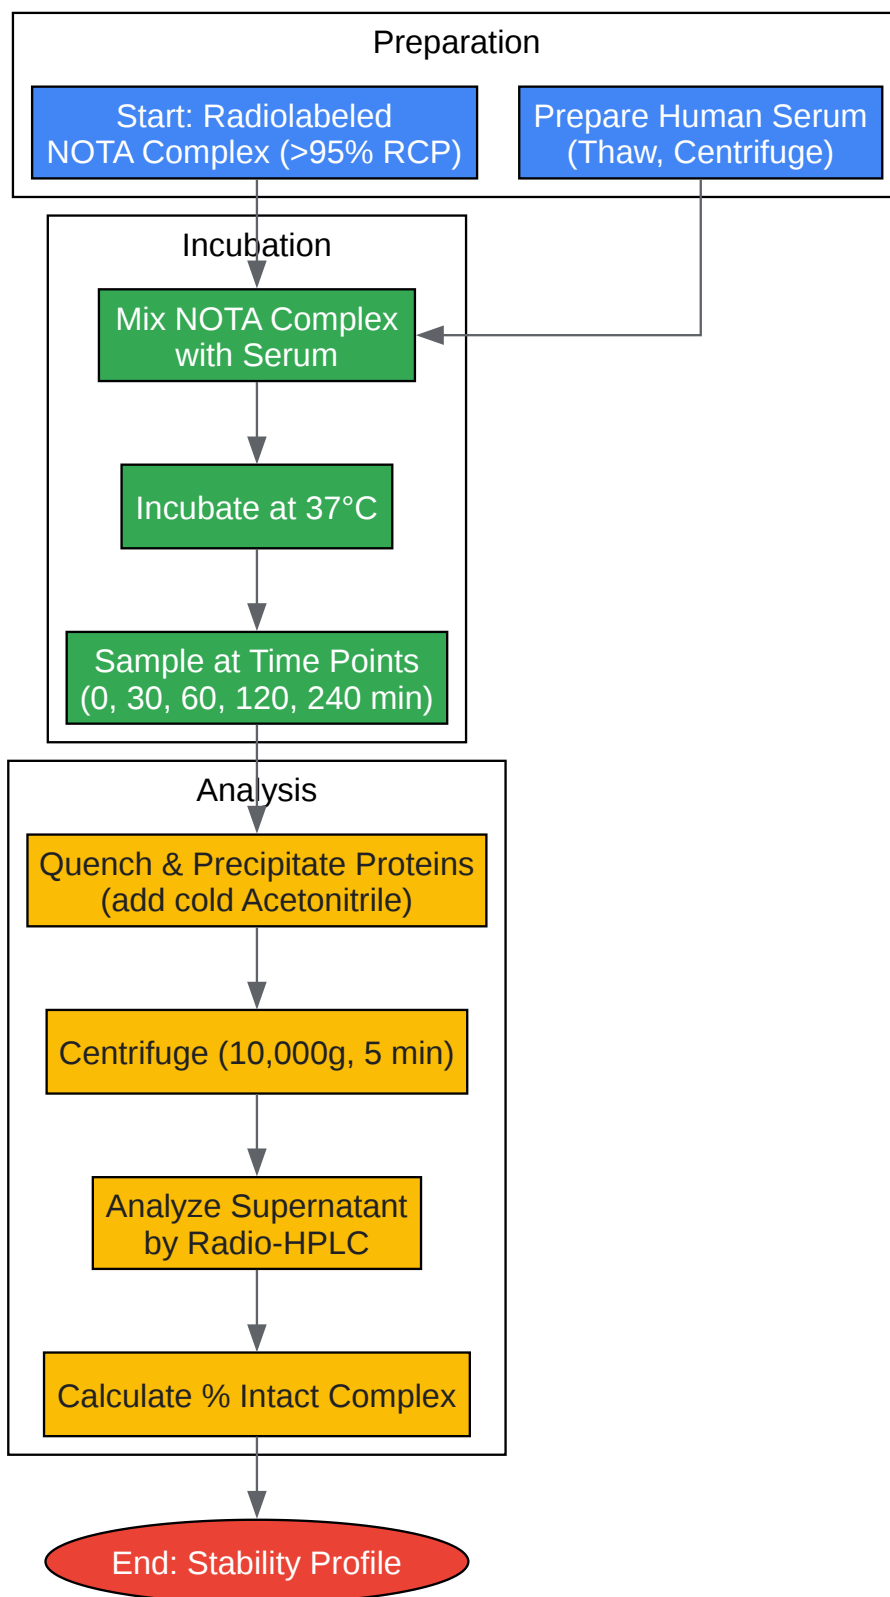 Preparation
Start: Radiolabeled
NOTA Complex (>95% RCP)
Prepare Human Serum
(Thaw, Centrifuge)
Incubation
Mix NOTA Complex
with Serum
Incubate at 37°C
Sample at Time Points
(0, 30, 60, 120, 240 min)
Analysis
Quench & Precipitate Proteins
(add cold Acetonitrile)
Centrifuge (10,000g, 5 min)
Analyze Supernatant
by Radio-HPLC
Calculate % Intact Complex
End: Stability Profile